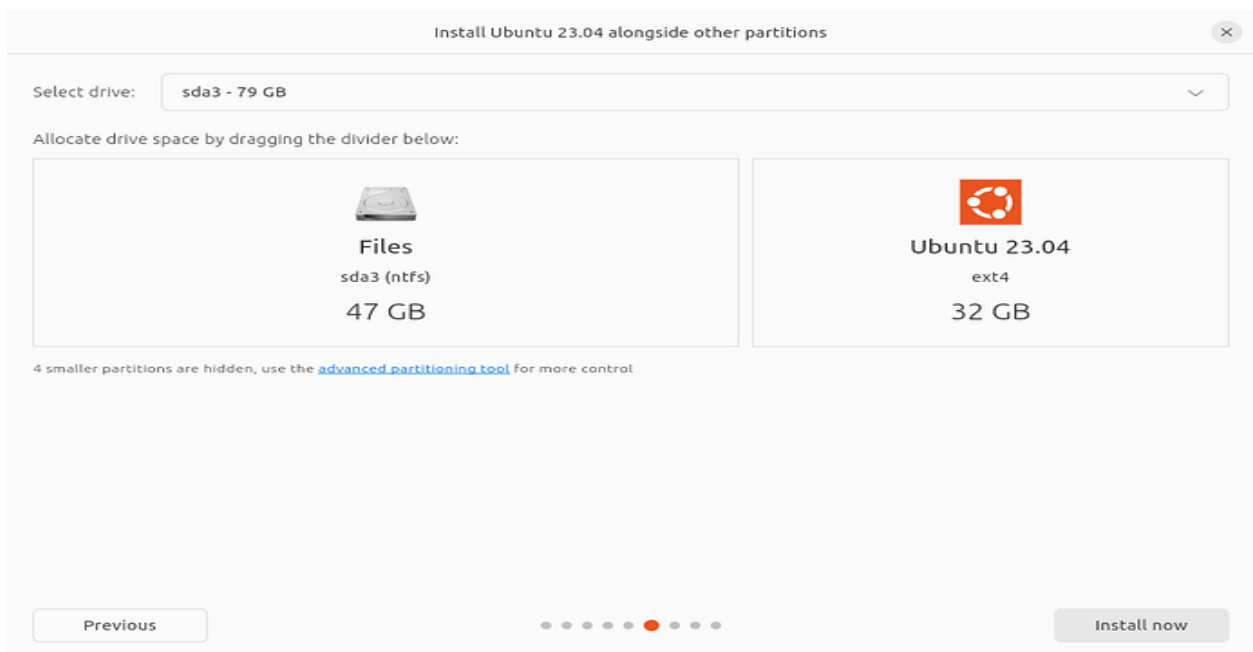 Install Ubuntu 23.04 alongside other partitions
Select drive: sda3 - 79 GB
Allocate drive space by dragging the divider below:
Files
sda3 (ntfs)
47 GB
Ubuntu 23.04
ext4
32 GB
4 smaller partitions are hidden, use the advanced partitioning tool for more control
Previous
Install now